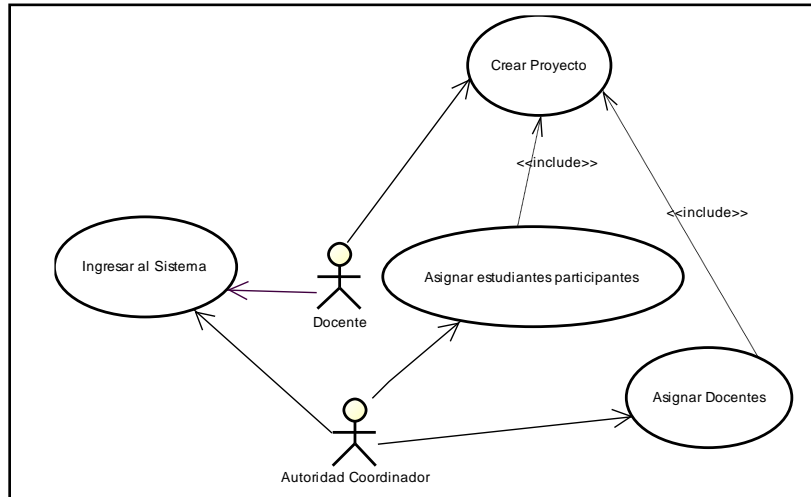 Crear Proyecto
<<include>>
<<include>>
Ingresar al Sistema
Asignar estudiantes participantes
Docente
Asignar Docentes
Autoridad Coordinador